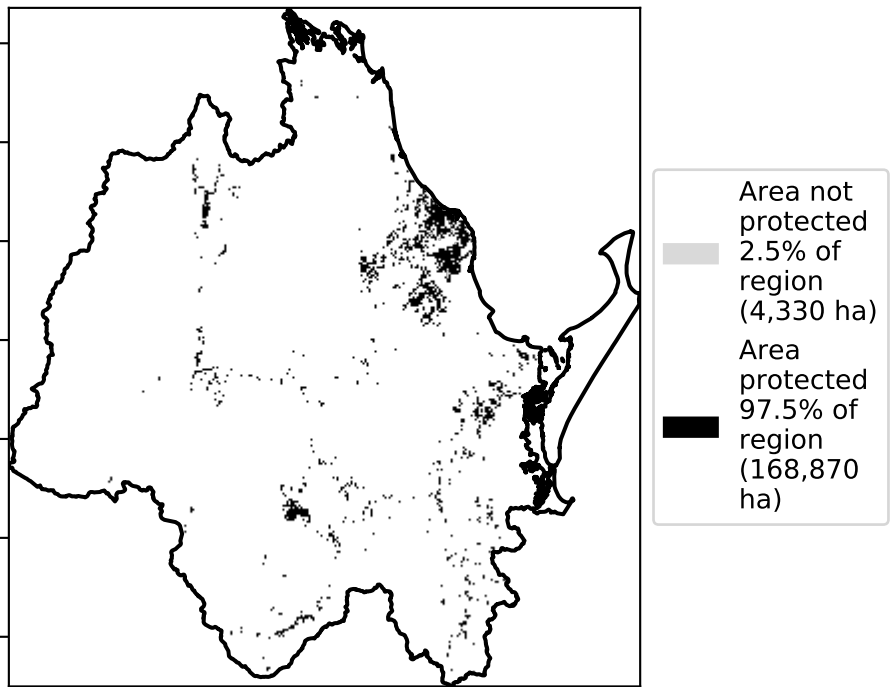 Area not
protected
2.5% of
region
(4,330 ha)
Area
protected
97.5% of
region
(168,870
ha)